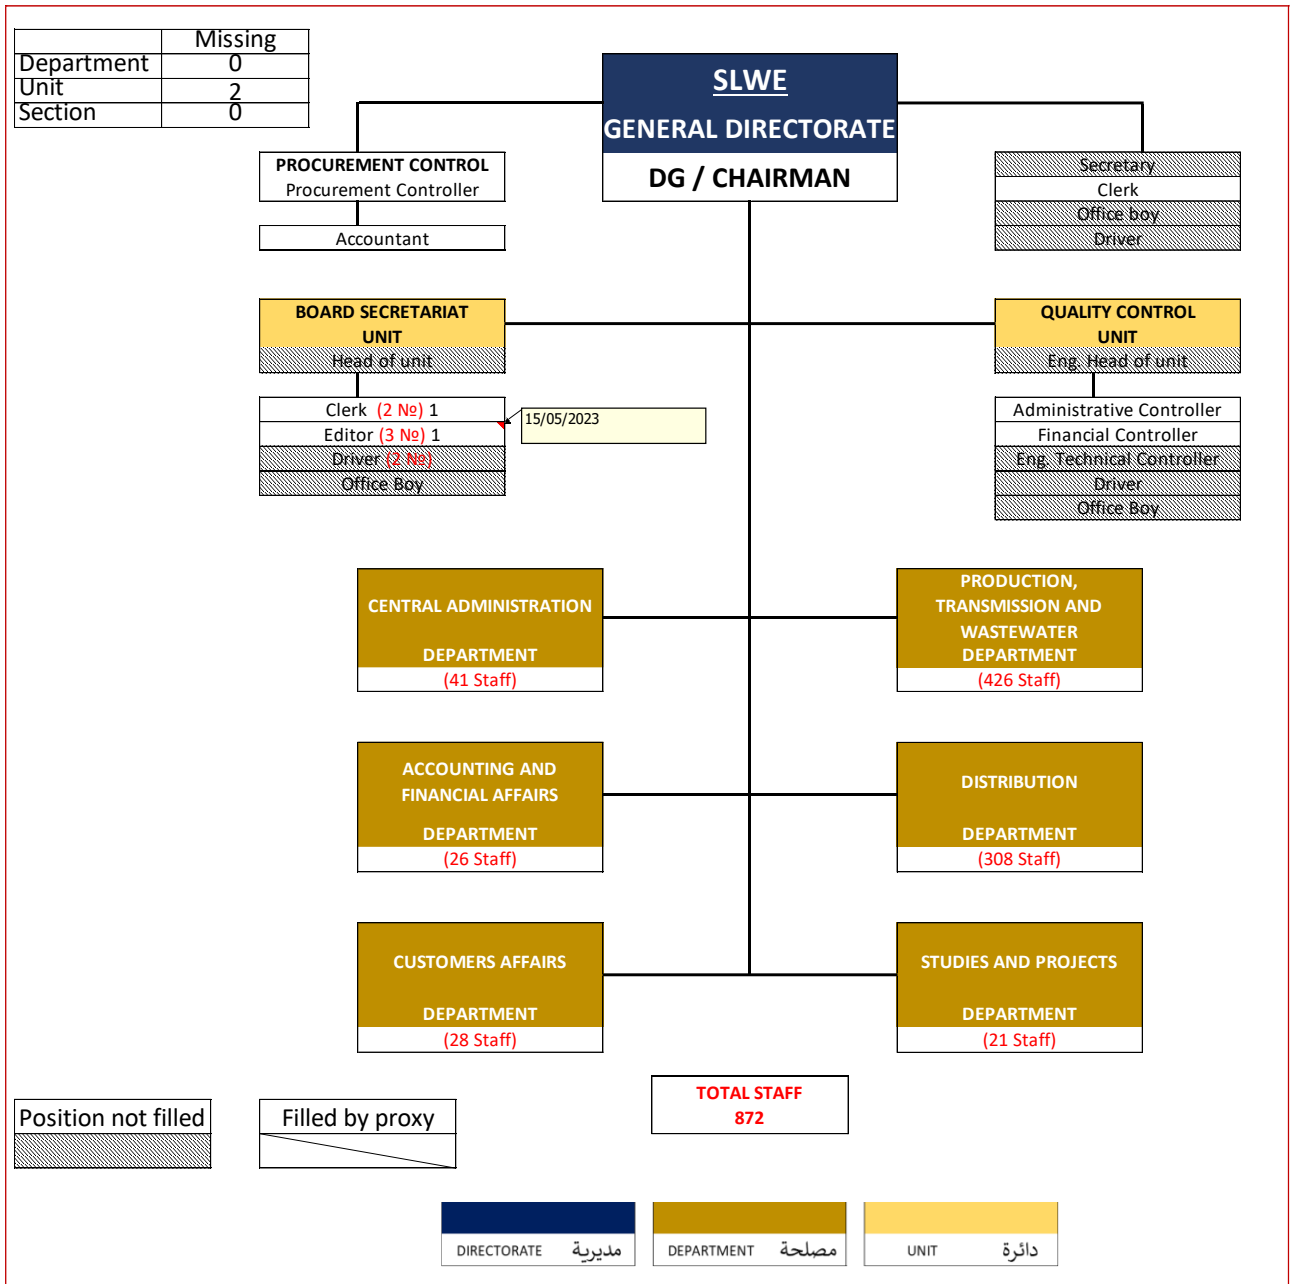 Missing
Department 0
Unit 2
Section 0
SLWE
GENERAL DIRECTORATE
DG / CHAIRMAN
PROCUREMENT CONTROL
Procurement Controller
Accountant
Secretary
Clerk
Office boy
Driver
BOARD SECRETARIAT
UNIT
Head of unit
Clerk (2 №) 1
Editor (3 №) 1
Driver (2 №)
Office Boy
15/05/2023
QUALITY CONTROL
UNIT
Eng. Head of unit
Administrative Controller
Financial Controller
Eng. Technical Controller
Driver
Office Boy
CENTRAL ADMINISTRATION
DEPARTMENT
(41 Staff)
PRODUCTION,
TRANSMISSION AND
WASTEWATER
DEPARTMENT
(426 Staff)
ACCOUNTING AND
FINANCIAL AFFAIRS
DEPARTMENT
(26 Staff)
DISTRIBUTION
DEPARTMENT
(308 Staff)
CUSTOMERS AFFAIRS
DEPARTMENT
(28 Staff)
STUDIES AND PROJECTS
DEPARTMENT
(21 Staff)
TOTAL STAFF
872
Position not filled
Filled by proxy
DIRECTORATE مديرية
DEPARTMENT مصلحة
UNIT دائرة